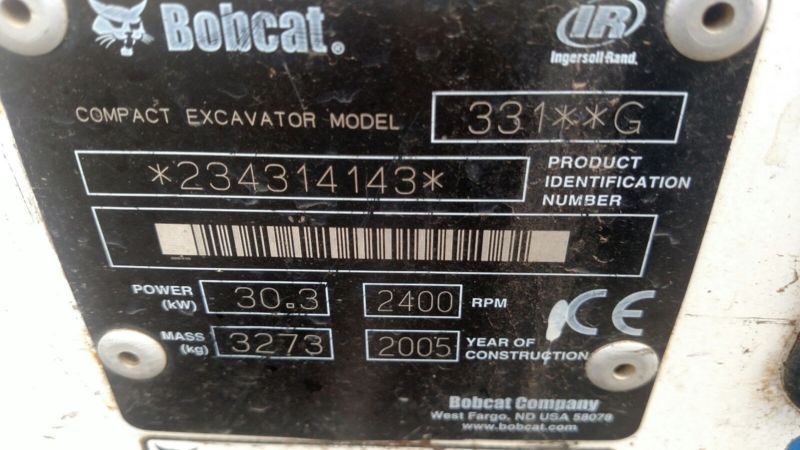 Bobcat®
IR
Ingersoll-Rand
COMPACT EXCAVATOR MODEL 331**G
*234314143* PRODUCT
IDENTIFICATION
NUMBER
POWER
(kW) 30.3 2400 RPM
CE
MASS
(kg) 3273 2005 YEAR OF
CONSTRUCTION
Bobcat Company
West Fargo, ND USA 58078
www.bobcat.com